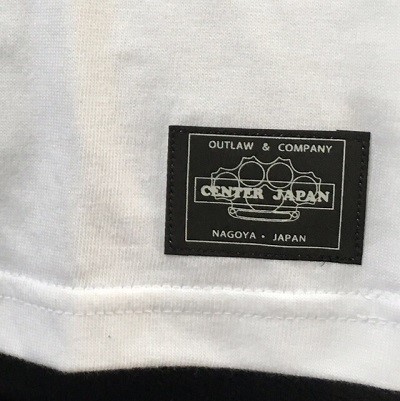 OUTLAW & COMPANY
CENTER JAPAN
NAGOYA • JAPAN